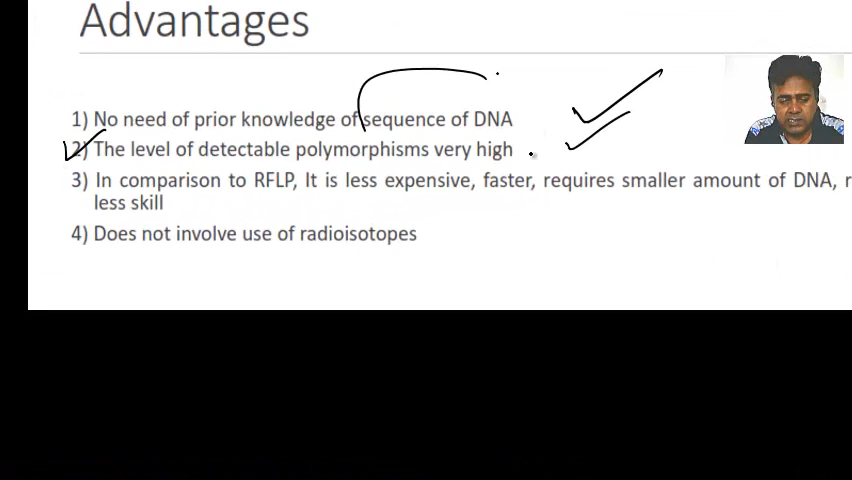 Advantages
1) No need of prior knowledge of sequence of DNA
2) The level of detectable polymorphisms very high
3) In comparison to RFLP, It is less expensive, faster, requires smaller amount of DNA,
less skill
4) Does not involve use of radioisotopes